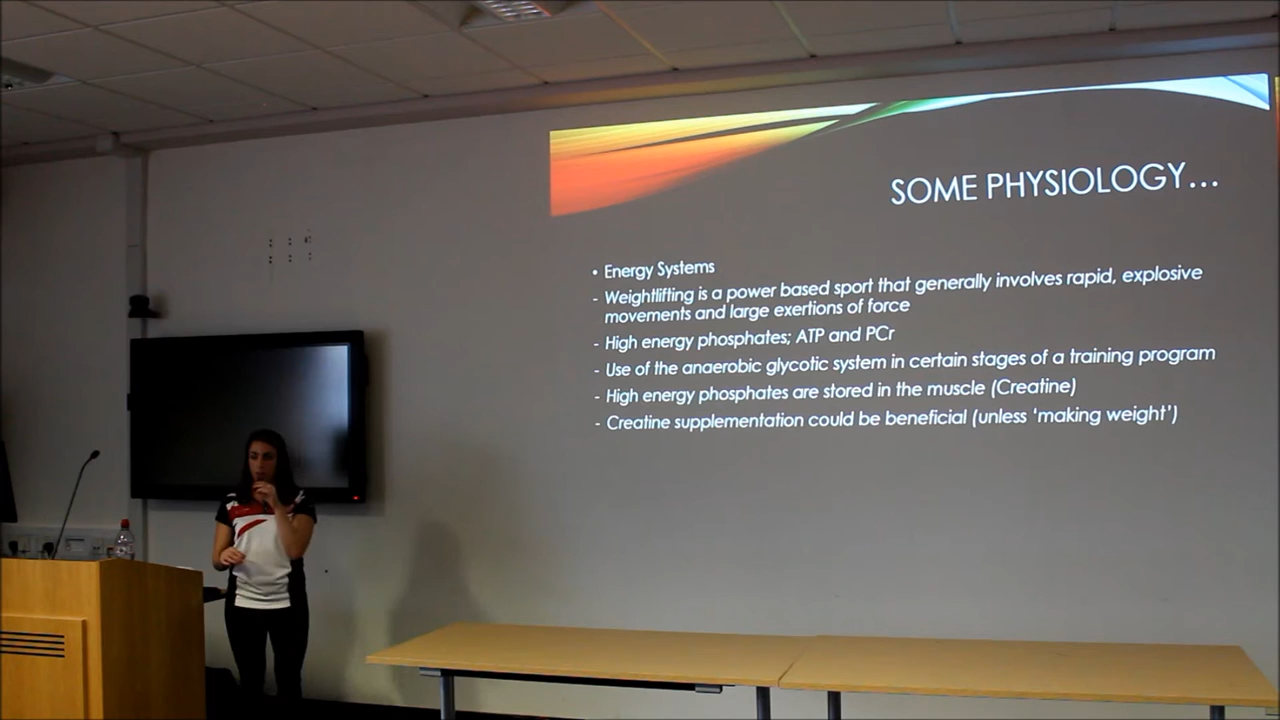 SOME PHYSIOLOGY...
• Energy Systems
- Weightlifting is a power based sport that generally involves rapid, explosive
movements and large exertions of force
- High energy phosphates; ATP and PCr
- Use of the anaerobic glycotic system in certain stages of a training program
- High energy phosphates are stored in the muscle (Creatine)
- Creatine supplementation could be beneficial (unless 'making weight')